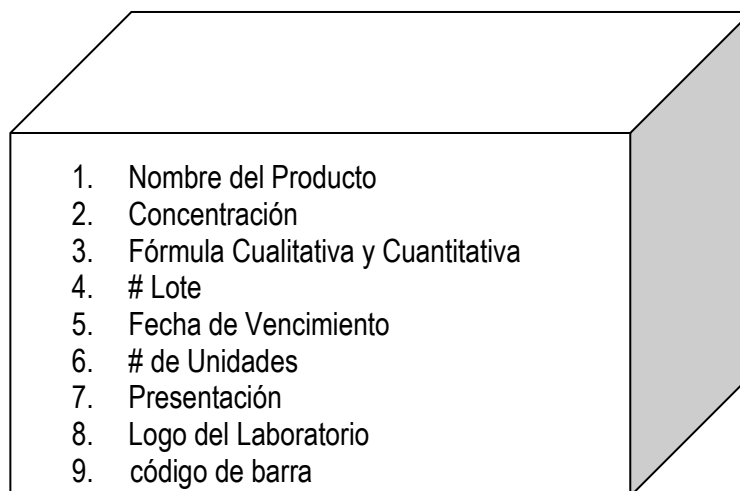 1. Nombre del Producto
2. Concentración
3. Fórmula Cualitativa y Cuantitativa
4. # Lote
5. Fecha de Vencimiento
6. # de Unidades
7. Presentación
8. Logo del Laboratorio
9. código de barra